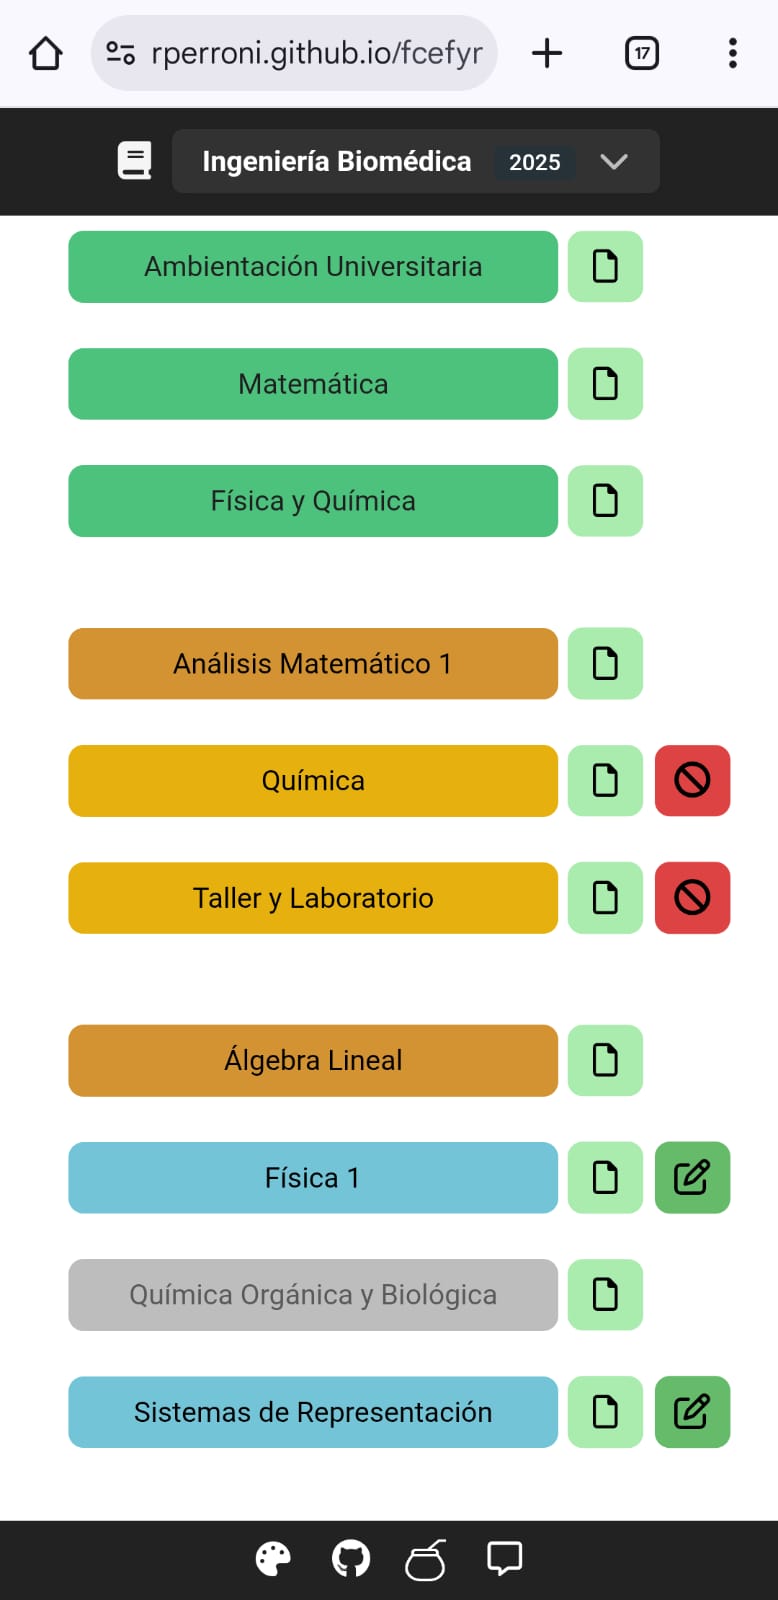 rperroni.github.io/fcefyr
17
Ingeniería Biomédica 2025
Ambientación Universitaria
Matemática
Física y Química
Análisis Matemático 1
Química
Taller y Laboratorio
Álgebra Lineal
Física 1
Química Orgánica y Biológica
Sistemas de Representación